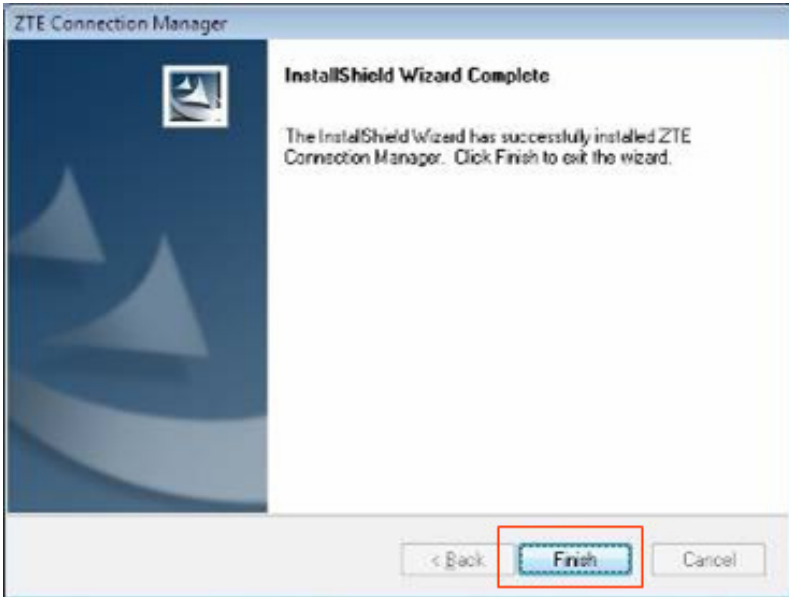 ZTE Connection Manager
InstallShield Wizard Complete
The InstallShield Wizard has successfully installed ZTE
Connection Manager. Click Finish to exit the wizard.
< Back
Finish
Cancel